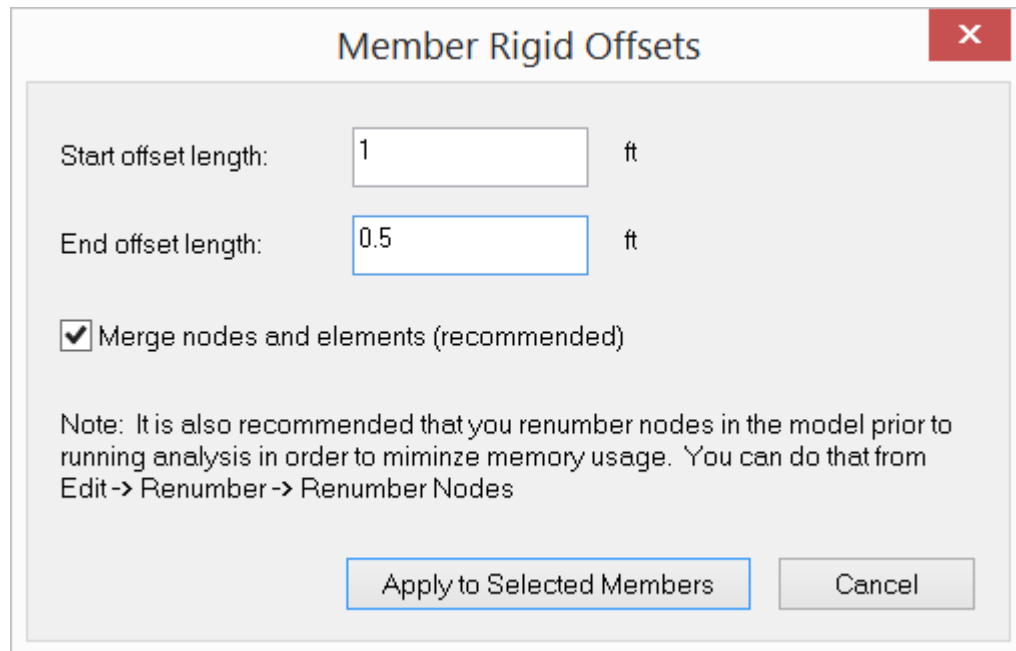 Member Rigid Offsets
Start offset length: 1 ft
End offset length: 0.5 ft
Merge nodes and elements (recommended)
Note: It is also recommended that you renumber nodes in the model prior to
running analysis in order to miminze memory usage. You can do that from
Edit -> Renumber -> Renumber Nodes
Apply to Selected Members Cancel